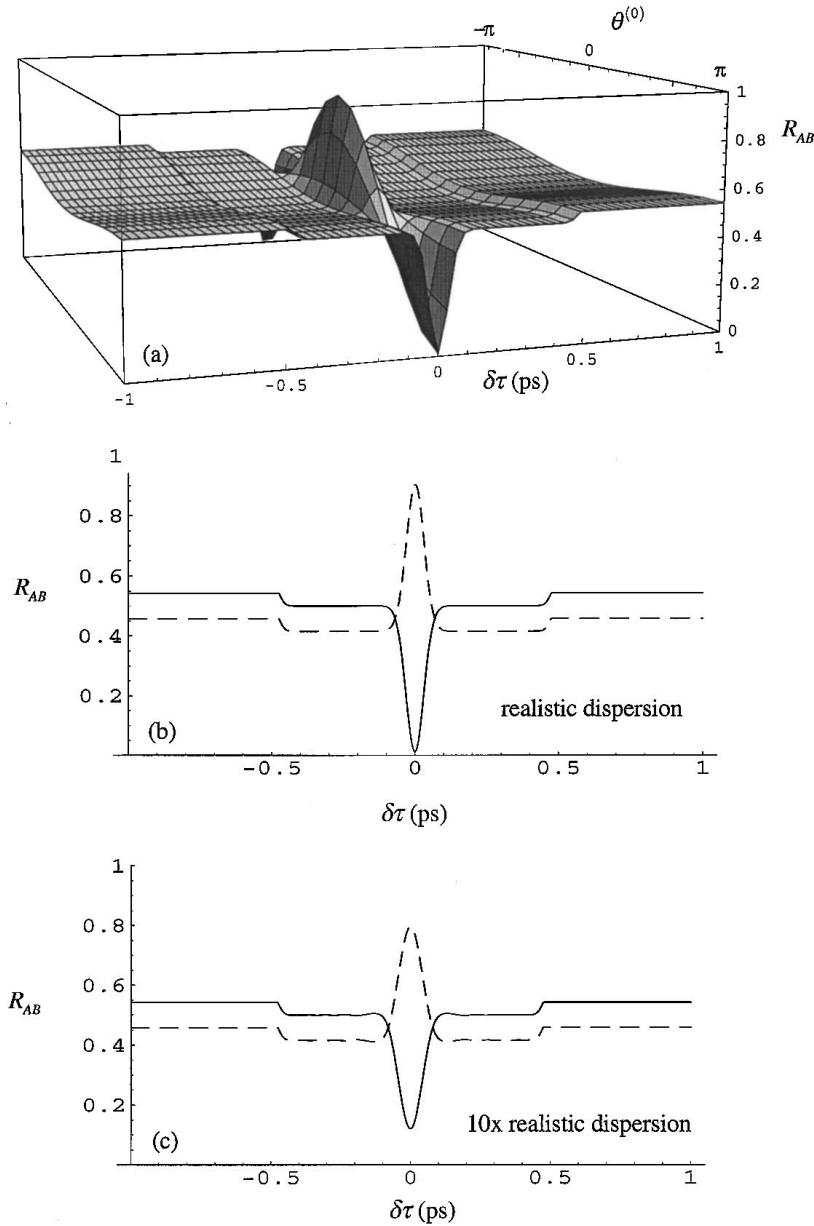 −π
0
θ(0)
π
1
R_AB
0.8
0.6
0.4
0.2
0
(a)
-1
-0.5
0
0.5
1
δτ (ps)
1
0.8
0.6
R_AB
0.4
0.2
(b)
realistic dispersion
-0.5
0
0.5
1
δτ (ps)
1
0.8
0.6
R_AB
0.4
0.2
(c)
10x realistic dispersion
-0.5
0
0.5
1
δτ (ps)